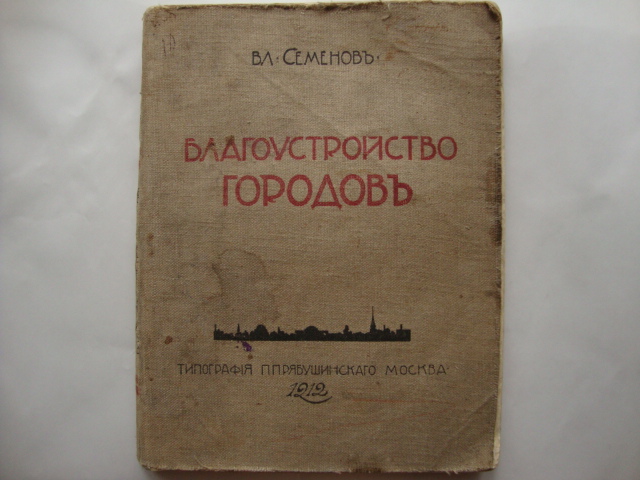 ВЛ · СЕМЕНОВЪ ·
БЛАГОУСТРОЙСТВО
ГОРОДОВЪ
ТИПОГРАФІЯ П.П.РЯБУШИНСКАГО МОСКВА ·
1912